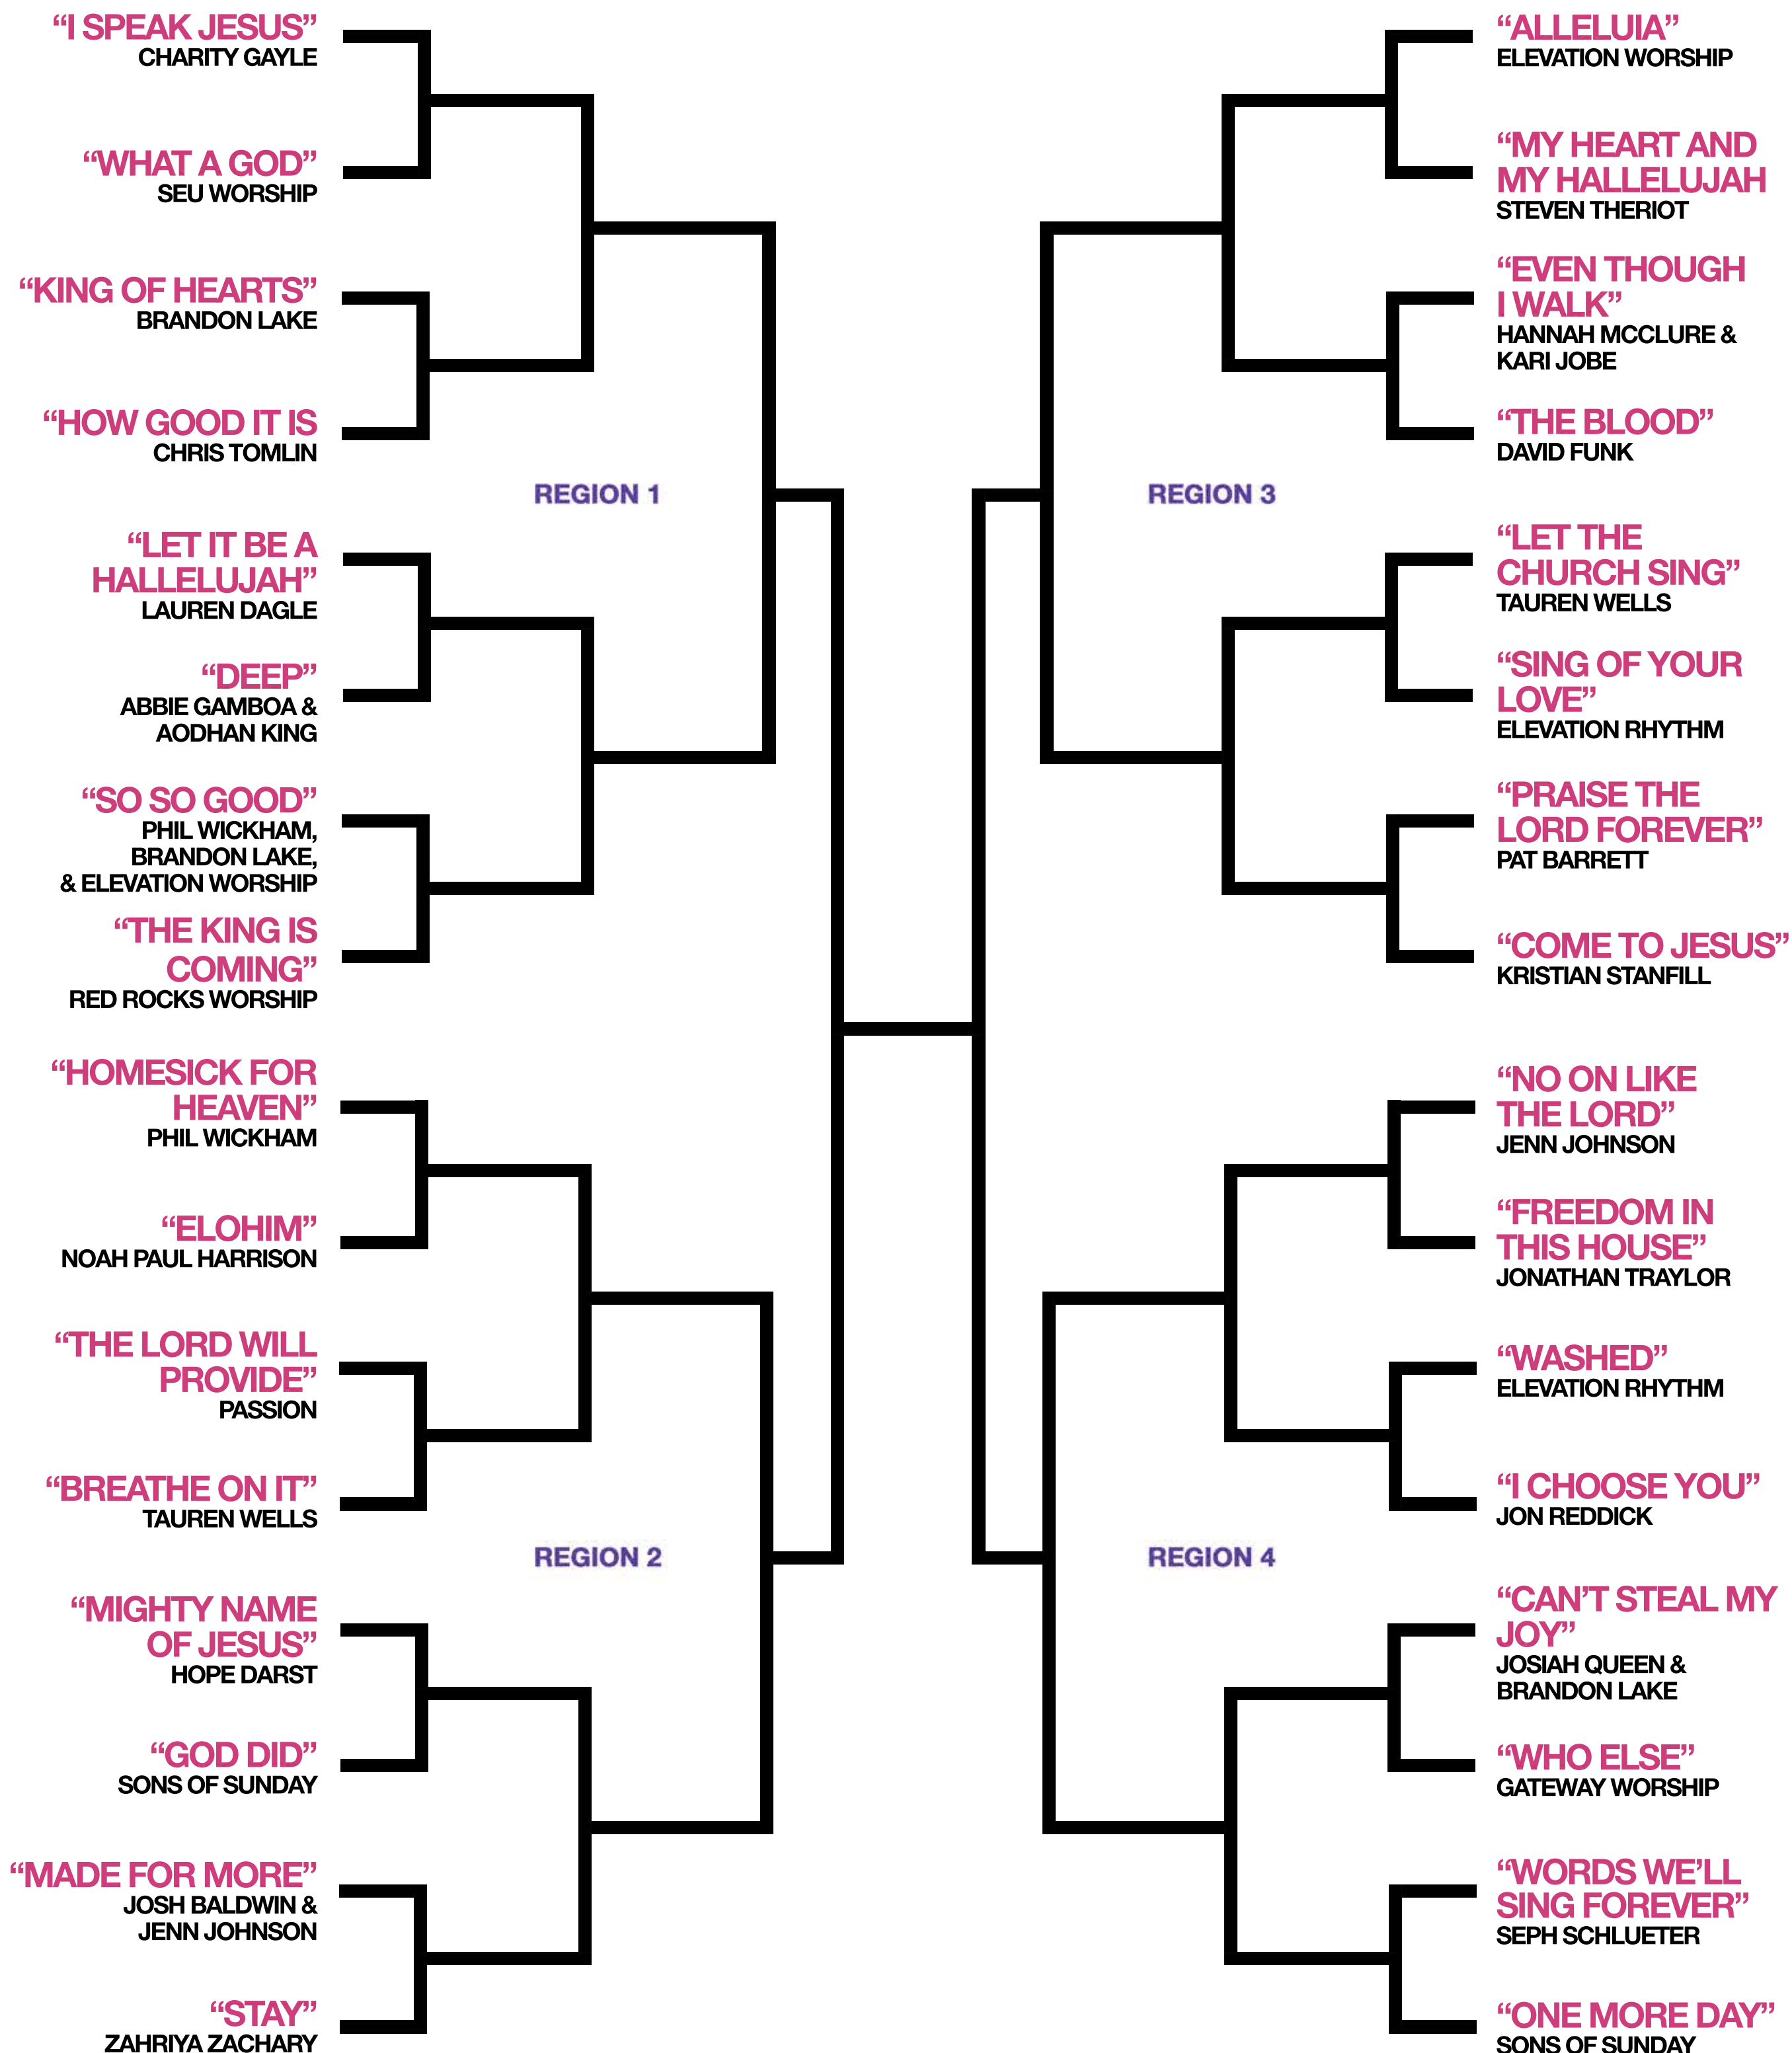 “I SPEAK JESUS”
CHARITY GAYLE
“WHAT A GOD”
SEU WORSHIP
“KING OF HEARTS”
BRANDON LAKE
“HOW GOOD IT IS
CHRIS TOMLIN
REGION 1
“LET IT BE A
HALLELUJAH”
LAUREN DAGLE
“DEEP”
ABBIE GAMBOA &
AODHAN KING
“SO SO GOOD”
PHIL WICKHAM,
BRANDON LAKE,
& ELEVATION WORSHIP
“THE KING IS
COMING”
RED ROCKS WORSHIP
“HOMESICK FOR
HEAVEN”
PHIL WICKHAM
“ELOHIM”
NOAH PAUL HARRISON
“THE LORD WILL
PROVIDE”
PASSION
“BREATHE ON IT”
TAUREN WELLS
REGION 2
“MIGHTY NAME
OF JESUS”
HOPE DARST
“GOD DID”
SONS OF SUNDAY
“MADE FOR MORE”
JOSH BALDWIN &
JENN JOHNSON
“STAY”
ZAHRIYA ZACHARY
“ALLELUIA”
ELEVATION WORSHIP
“MY HEART AND
MY HALLELUJAH
STEVEN THERIOT
“EVEN THOUGH
I WALK”
HANNAH MCCLURE &
KARI JOBE
“THE BLOOD”
DAVID FUNK
REGION 3
“LET THE
CHURCH SING”
TAUREN WELLS
“SING OF YOUR
LOVE”
ELEVATION RHYTHM
“PRAISE THE
LORD FOREVER”
PAT BARRETT
“COME TO JESUS”
KRISTIAN STANFILL
“NO ON LIKE
THE LORD”
JENN JOHNSON
“FREEDOM IN
THIS HOUSE”
JONATHAN TRAYLOR
“WASHED”
ELEVATION RHYTHM
“I CHOOSE YOU”
JON REDDICK
REGION 4
“CAN’T STEAL MY
JOY”
JOSIAH QUEEN &
BRANDON LAKE
“WHO ELSE”
GATEWAY WORSHIP
“WORDS WE’LL
SING FOREVER”
SEPH SCHLUETER
“ONE MORE DAY”
SONS OF SUNDAY